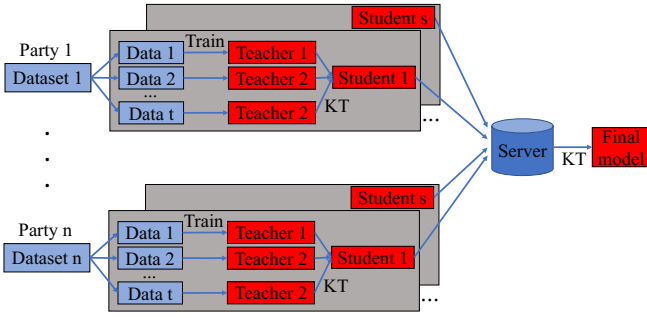 Student s
Party 1
Dataset 1
Data 1
Train
Teacher 1
Data 2
Teacher 2
Student 1
...
Data t
Teacher 2
KT
...
Server
KT
Final
model
Student s
Party n
Dataset n
Data 1
Train
Teacher 1
Data 2
Teacher 2
Student 1
...
Data t
Teacher 2
KT
...